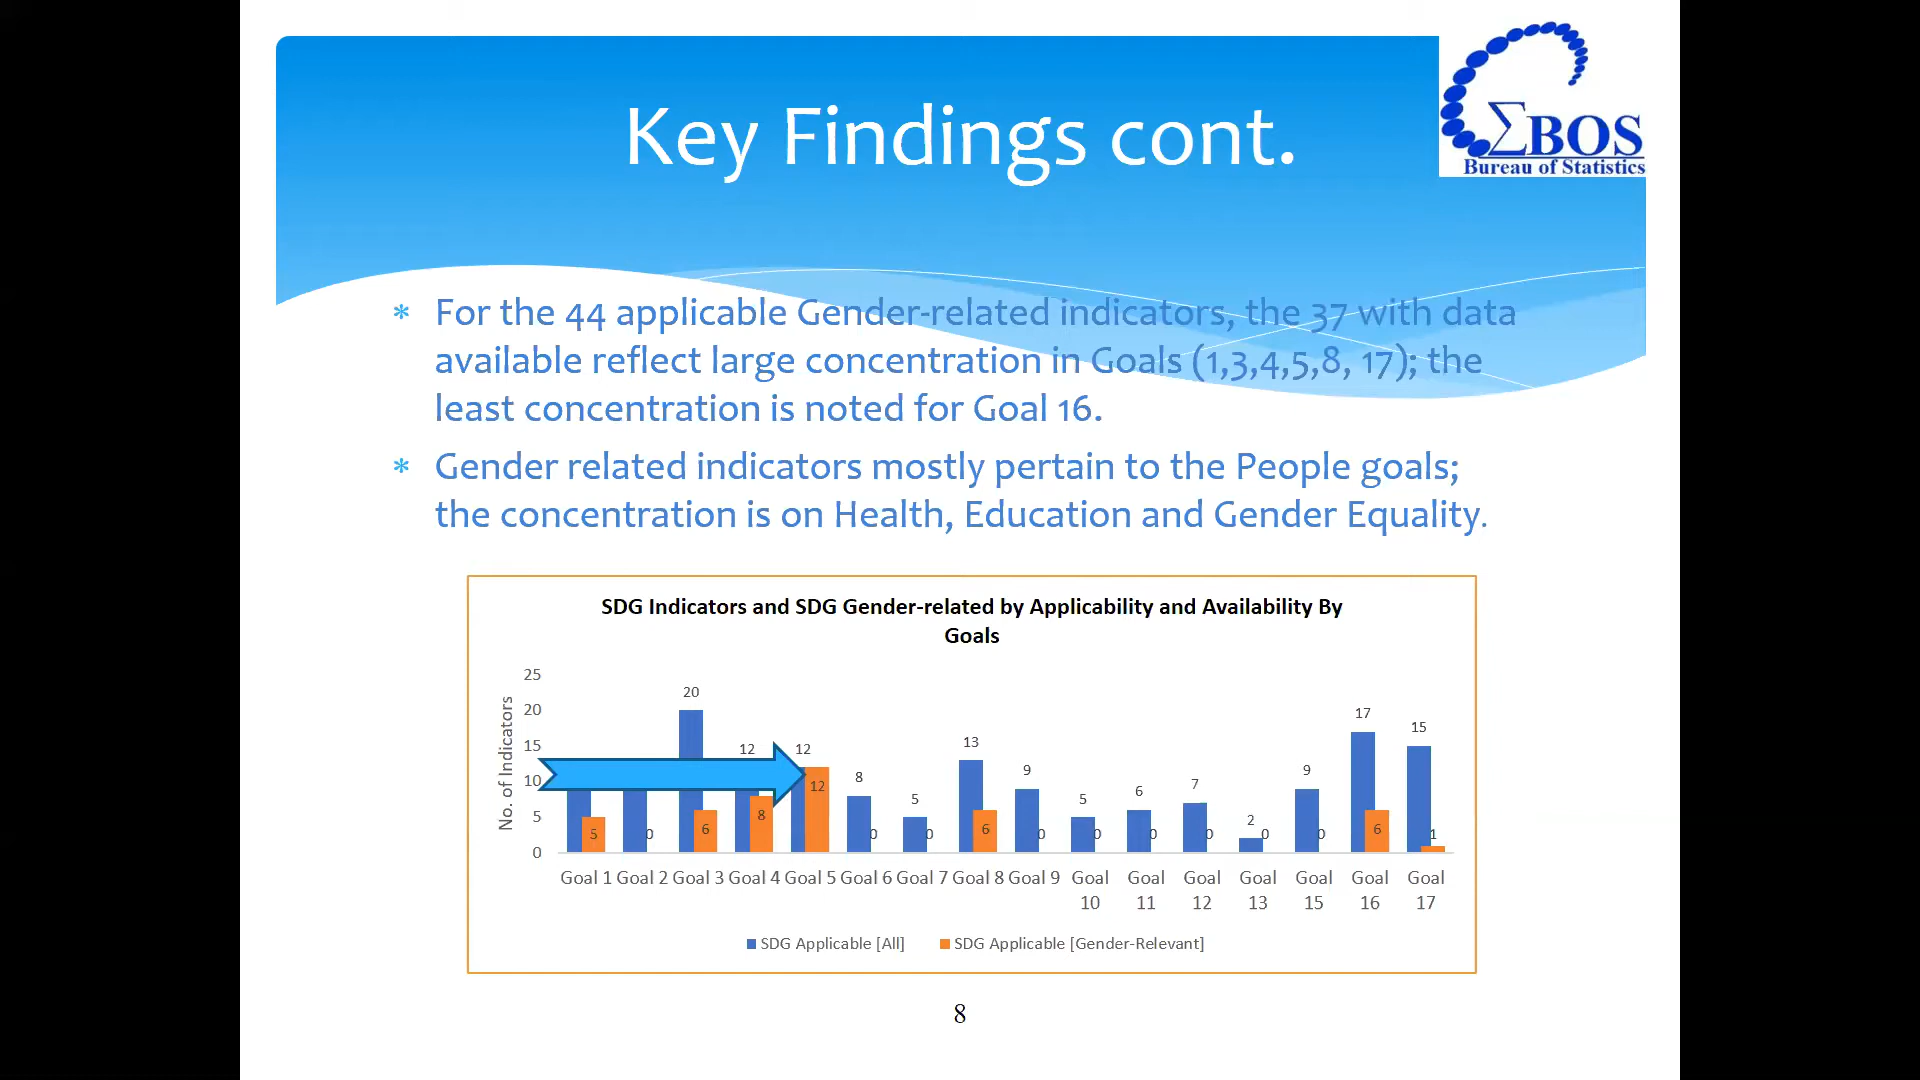 Key Findings cont.
ΣBOS
Bureau of Statistics
* For the 44 applicable Gender-related indicators, the 37 with data
available reflect large concentration in Goals (1,3,4,5,8, 17); the
least concentration is noted for Goal 16.
* Gender related indicators mostly pertain to the People goals;
the concentration is on Health, Education and Gender Equality.
SDG Indicators and SDG Gender-related by Applicability and Availability By
Goals
No. of Indicators
25
20
15
10
5
0
20
12
12
8
5
13
9
5
6
7
2
9
17
15
5
0
6
8
12
0
0
6
0
0
0
0
0
0
6
1
Goal 1 Goal 2 Goal 3 Goal 4 Goal 5 Goal 6 Goal 7 Goal 8 Goal 9 Goal Goal Goal Goal Goal Goal Goal
10 11 12 13 15 16 17
SDG Applicable [All] SDG Applicable [Gender-Relevant]
8